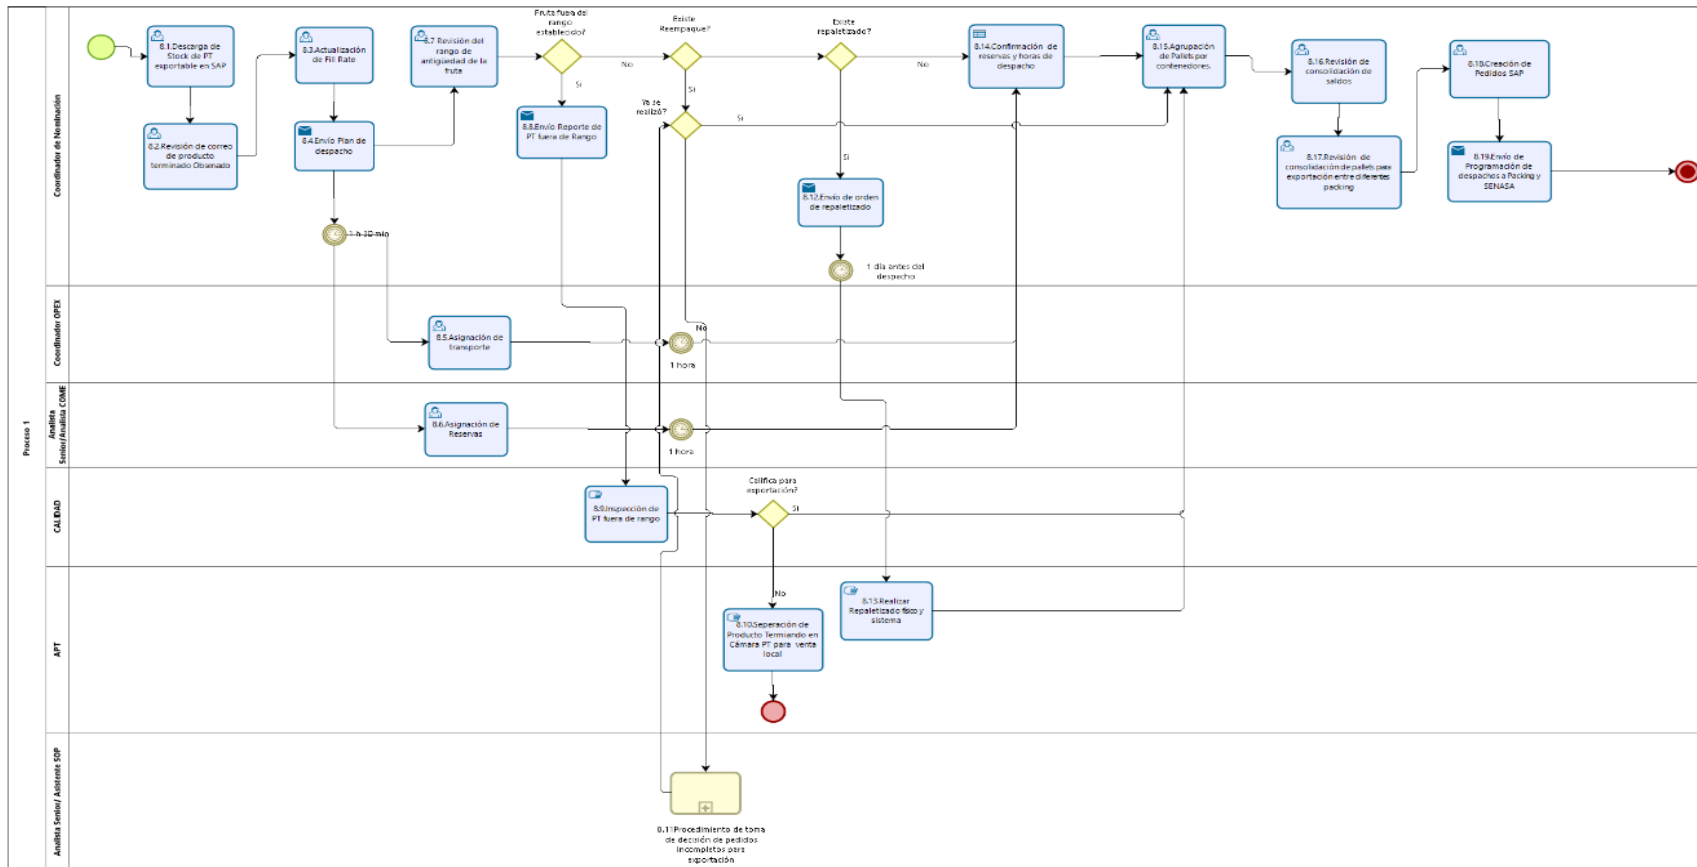 Proceso 1
Coordinador de Nominación
8.1.Descarga de
Stock de PT
exportable en SAP
8.2.Revisión de correo
de producto
terminado Obsenado
8.3.Actualización
de Fill Rate
8.4.Envío Plan de
despacho
1 h 30 min
8.7 Revisión del
rango de
antigüedad de la
fruta
Fruta fuera del
rango
establecido?
No
Si
8.8.Envío Reporte de
PT fuera de Rango
Existe
Reempaque?
No
Si
Ya se
realizó?
Si
No
Existe
repaletizado?
No
Si
8.12.Envío de orden
de repaletizado
1 día antes del
despacho
8.14.Confirmación de
reservas y horas de
despacho
8.15.Agrupación
de Pallets por
contenedores.
8.16.Revisión de
consolidación de
saldos
8.17.Revisión de
consolidación de pallets para
exportación entre diferentes
packing
8.18.Creación de
Pedidos SAP
8.19.Envío de
Programación de
despachos a Packing y
SENASA
Coordinador OPEX
8.5.Asignación de
transporte
1 hora
Analista
Senior/Analista COME
8.6.Asignación de
Reservas
1 hora
CALIDAD
8.9.Inspección de
PT fuera de rango
Califica para
exportación?
Si
No
APT
8.10.Seperación de
Producto Termiando en
Cámara PT para venta
local
8.13.Realizar
Repaletizado físico y
sistema
Analista Senior/ Asistente SOP
8.11Procedimiento de toma
de decisión de pedidos
incompletos para
exportación